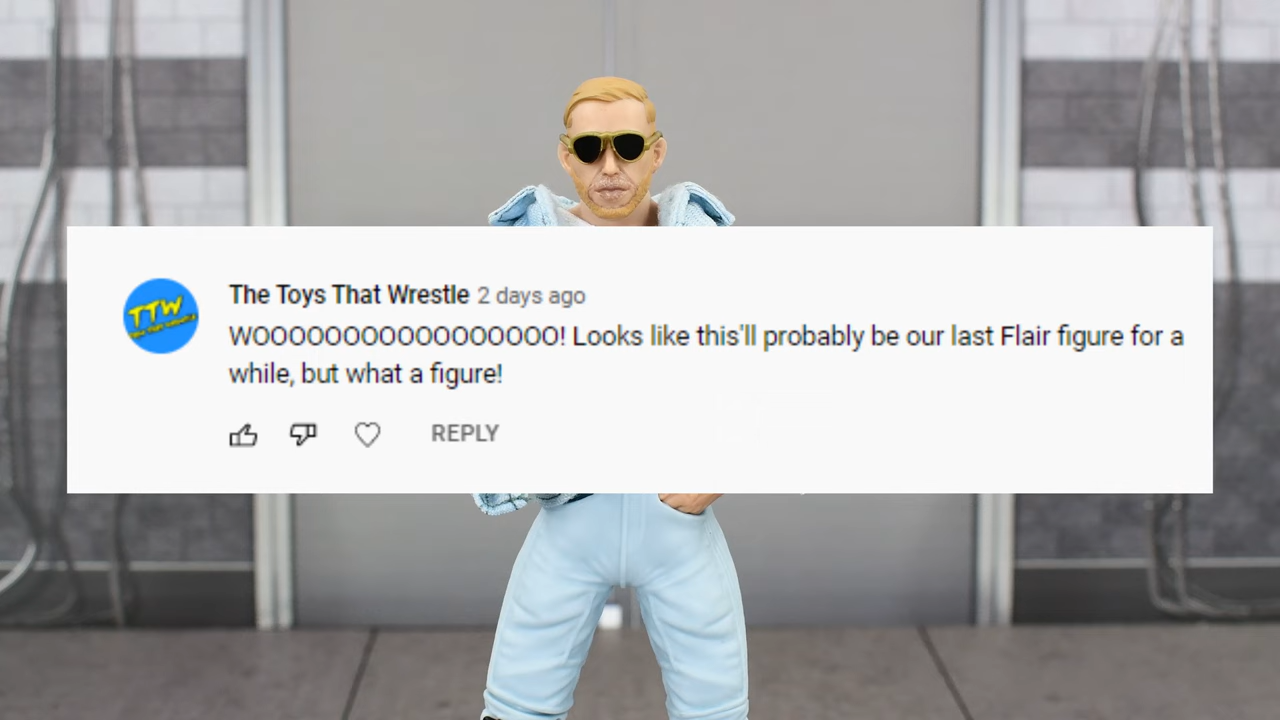 TTW
The Toys That Wrestle 2 days ago
WOOOOOOOOOOOOOOOOO! Looks like this'll probably be our last Flair figure for a
while, but what a figure!
REPLY